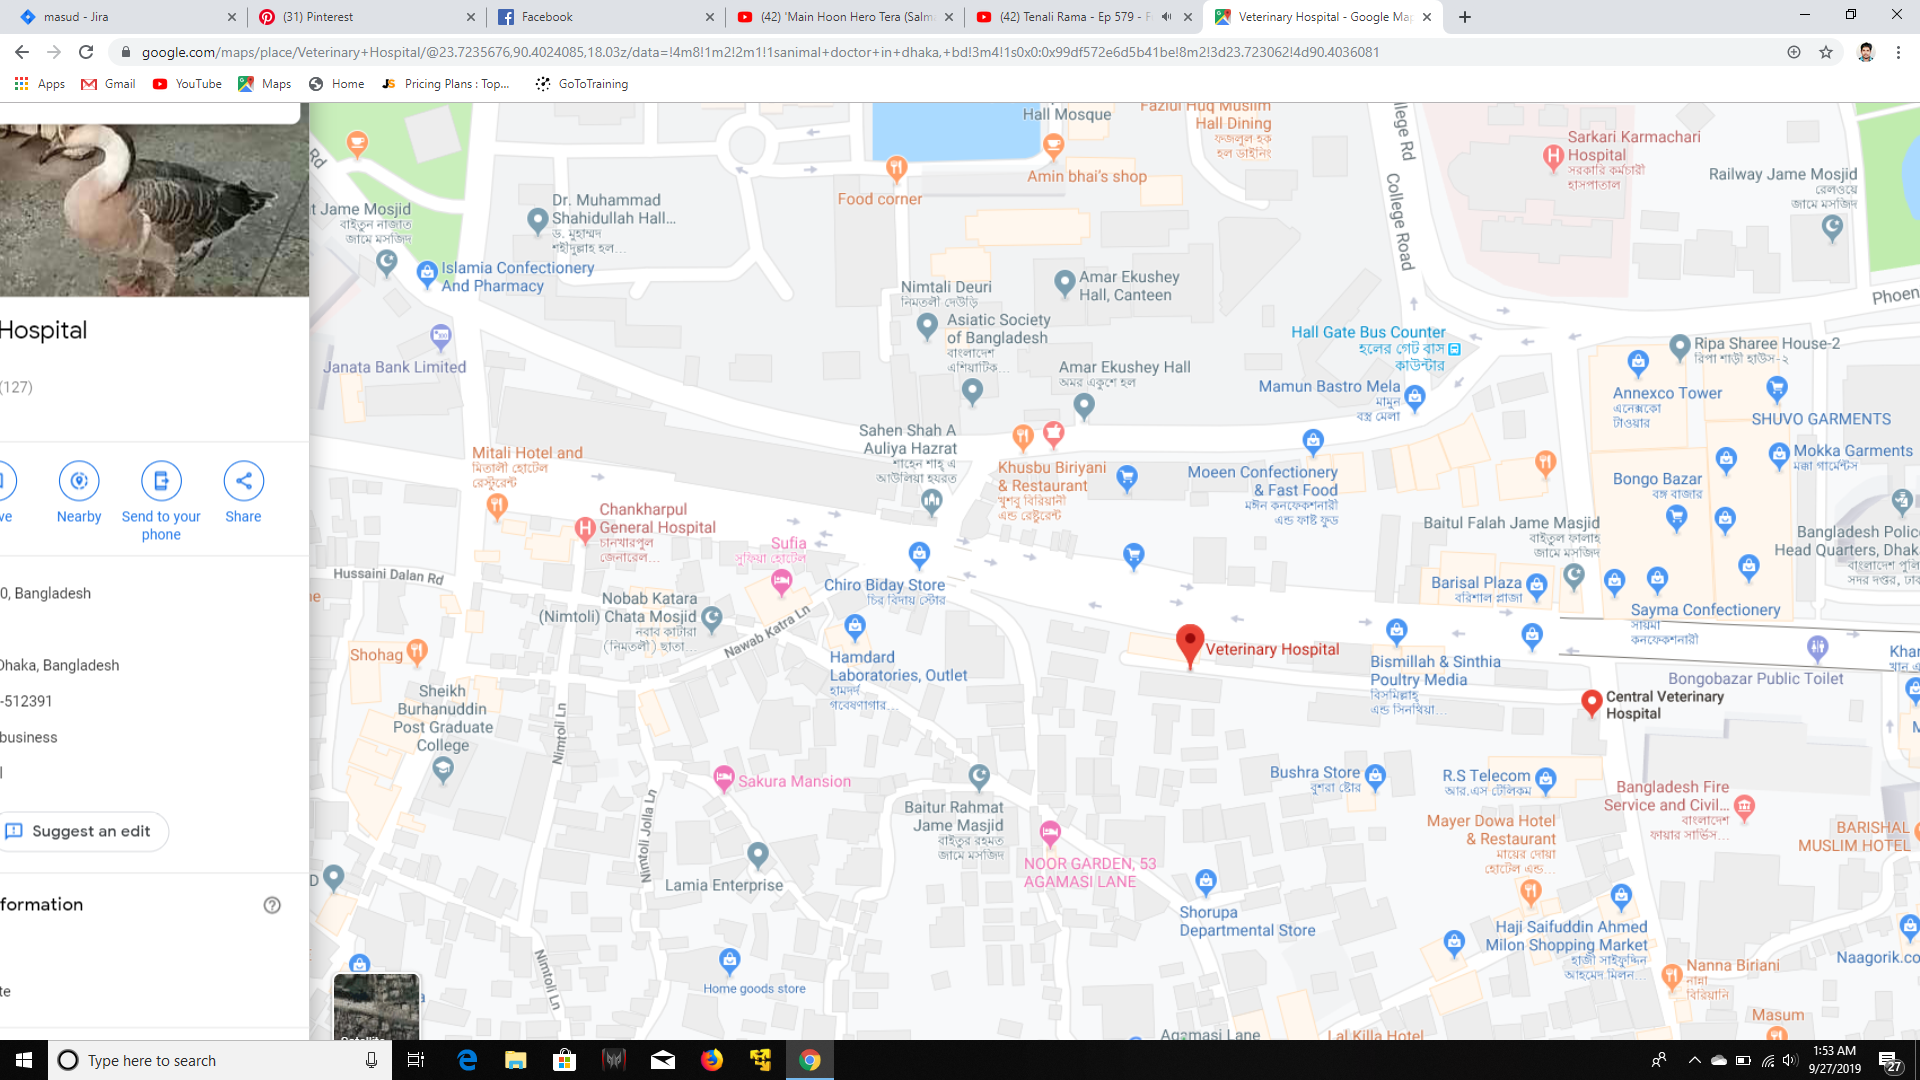 masud - Jira
(31) Pinterest
Facebook
(42) 'Main Hoon Hero Tera (Salm
(42) Tenali Rama - Ep 579 - F
Veterinary Hospital - Google Map
google.com/maps/place/Veterinary+Hospital/@23.7235676,90.4024085,18.03z/data=!4m8!1m2!2m1!1sanimal+doctor+in+dhaka,+bd!3m4!1s0x0:0x99df572e6d5b41be!8m2!3d23.723062!4d90.4036081
Apps
Gmail
YouTube
Maps
Home
Pricing Plans : Top...
GoToTraining
Hospital
(127)
ve
Nearby
Send to your
phone
Share
0, Bangladesh
Dhaka, Bangladesh
-512391
business
l
Suggest an edit
formation
te
Rd
t Jame Mosjid
বাইতুন নাজাত
জামে মসজিদ
Dr. Muhammad
Shahidullah Hall...
ড. মুহাম্মদ
শহীদুল্লাহ হল...
Islamia Confectionery
And Pharmacy
Janata Bank Limited
Food corner
Hall Mosque
Amin bhai's shop
Fazlul Huq Muslim
Hall Dining
ফজলুল হক
হল ডাইনিং
llege Rd
College Road
Sarkari Karmachari
Hospital
সরকারি কর্মচারী
হাসপাতাল
Railway Jame Mosjid
রেলওয়ে
জামে মসজিদ
Phoen
Nimtali Deuri
নিমতলী দেউড়ি
Asiatic Society
of Bangladesh
বাংলাদেশ
এশিয়াটিক...
Amar Ekushey
Hall, Canteen
Amar Ekushey Hall
অমর একুশে হল
Hall Gate Bus Counter
হলের গেট বাস
কাউন্টার
Mamun Bastro Mela
মামুন
বস্ত্র মেলা
Ripa Sharee House-2
রিপা শাড়ী হাউস-২
Annexco Tower
এনেক্সকো
টাওয়ার
SHUVO GARMENTS
Mokka Garments
মক্কা গার্মেন্টস
Bongo Bazar
বঙ্গ বাজার
Sahen Shah A
Auliya Hazrat
শাহেন শাহ্ এ
আউলিয়া হযরত
Khusbu Biriyani
& Restaurant
খুশবু বিরিয়ানী
এন্ড রেষ্টুরেন্ট
Moeen Confectionery
& Fast Food
মঈন কনফেকশনারী
এন্ড ফাষ্ট ফুড
Mitali Hotel and
মিতালী হোটেল
রেস্টুরেন্ট
Chankharpul
General Hospital
চানখারপুল
জেনারেল...
Sufia
সুফিয়া হোটেল
Baitul Falah Jame Masjid
বাইতুল ফালাহ
জামে মসজিদ
Bangladesh Police
Head Quarters, Dhaka
বাংলাদেশ পুলি
সদর দপ্তর, ঢাব
Hussaini Dalan Rd
ne
Chiro Biday Store
চির বিদায় স্টোর
Nobab Katara
(Nimtoli) Chata Mosjid
নবাব কাটারা
(নিমতলী) ছাতা...
Nawab Katra Ln
Barisal Plaza
বরিশাল প্লাজা
Sayma Confectionery
সায়মা
কনফেকশনারী
Shohag
Hamdard
Laboratories, Outlet
হামদর্দ
গবেষণাগার...
Veterinary Hospital
Bismillah & Sinthia
Poultry Media
বিসমিল্লাহ্
এন্ড সিনথিয়া...
Bongobazar Public Toilet
Khan
খান এ
Central Veterinary
Hospital
Sheikh
Burhanuddin
Post Graduate
College
Nimtoli Ln
Nimtoli Jolla Ln
Sakura Mansion
Baitur Rahmat
Jame Masjid
বাইতুর রহমত
জামে মসজিদ
Bushra Store
বুশরা ষ্টোর
R.S Telecom
আর.এস টেলিকম
Bangladesh Fire
Service and Civil...
বাংলাদেশ
ফায়ার সার্ভিস...
Mayer Dowa Hotel
& Restaurant
মায়ের দোয়া
হোটেল এন্ড...
BARISHAL
MUSLIM HOTEL
NOOR GARDEN, 53
AGAMASI LANE
Lamia Enterprise
D
Shorupa
Departmental Store
Haji Saifuddin Ahmed
Milon Shopping Market
হাজী সাইফুদ্দিন
আহমেদ মিলন...
Naagorik.co
Nanna Biriani
নান্না
বিরিয়ানি
Nimtoli Ln
Home goods store
Masum
a
Satellite
Agamasi Lane
Lal Killa Hotel
Type here to search
1:53 AM
9/27/2019
27